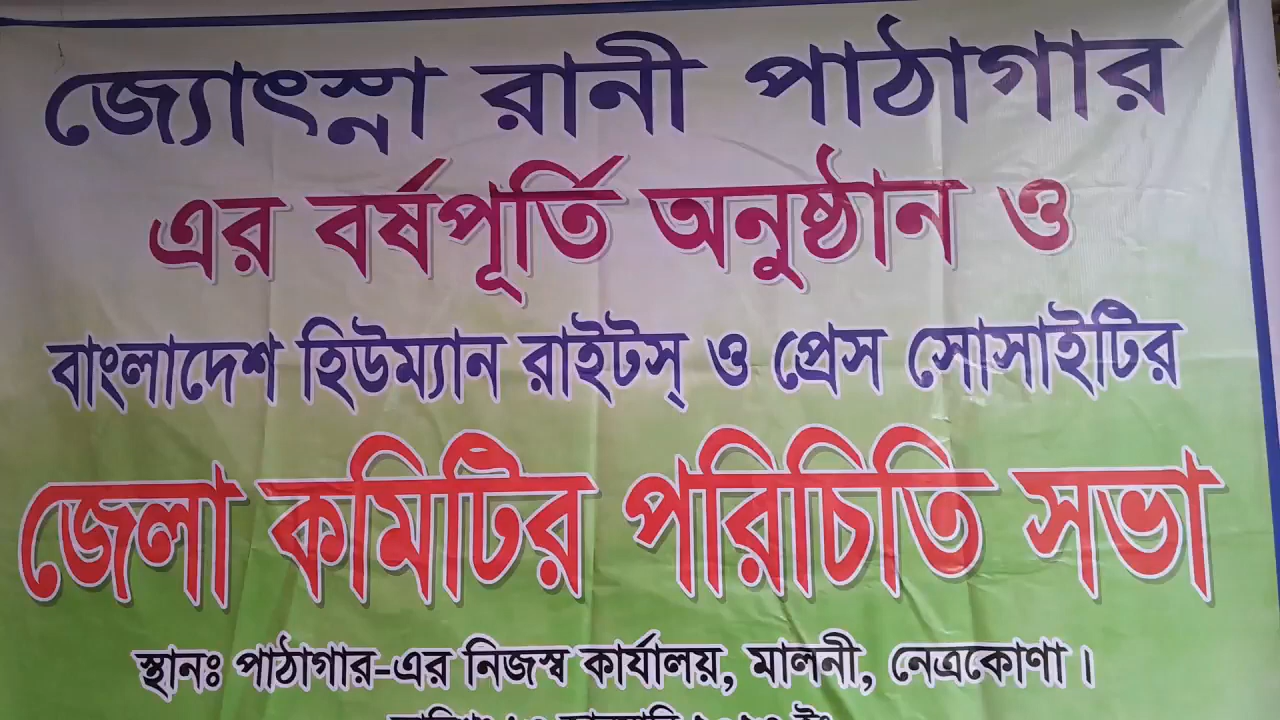 জ্যোৎস্না রানী পাঠাগার
এর বর্ষপূর্তি অনুষ্ঠান ও
বাংলাদেশ হিউম্যান রাইটস্ ও প্রেস সোসাইটির
জেলা কমিটির পরিচিতি সভা
স্থানঃ পাঠাগার-এর নিজস্ব কার্যালয়, মালনী, নেত্রকোণা।